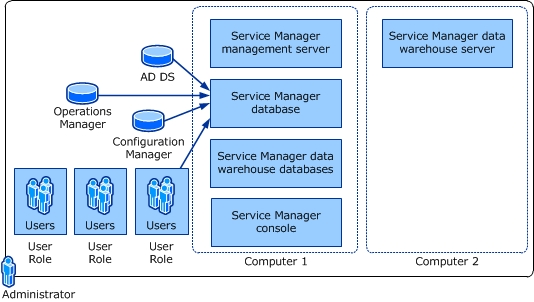 Service Manager
management server
Service Manager data
warehouse server
AD DS
Operations
Manager
Service Manager
database
Configuration
Manager
Service Manager data
warehouse databases
Users
Users
Users
Service Manager
console
User
Role
User
Role
User
Role
Computer 1
Computer 2
Administrator